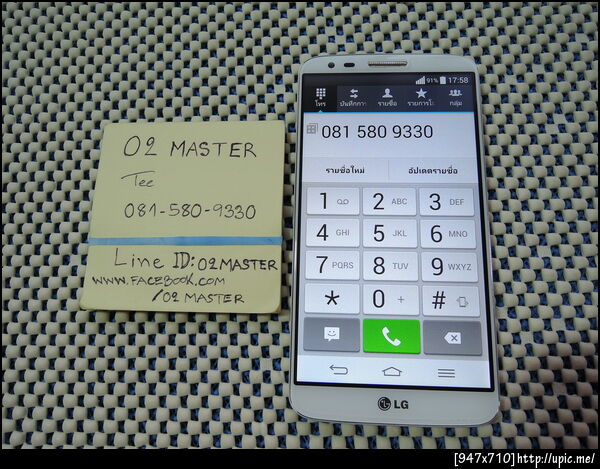 O2 MASTER
Tee
081-580-9330
Line ID: O2MASTER
WWW.FACEBOOK.COM
/O2 MASTER
91% 17:58
โทร บันทึกกา รายชื่อ รายการโ กลุ่ม
081 580 9330
รายชื่อใหม่ อัปเดตรายชื่อ
1 2 ABC 3 DEF
4 GHI 5 JKL 6 MNO
7 PQRS 8 TUV 9 WXYZ
* 0 + #
LG
[947x710]http://upic.me/